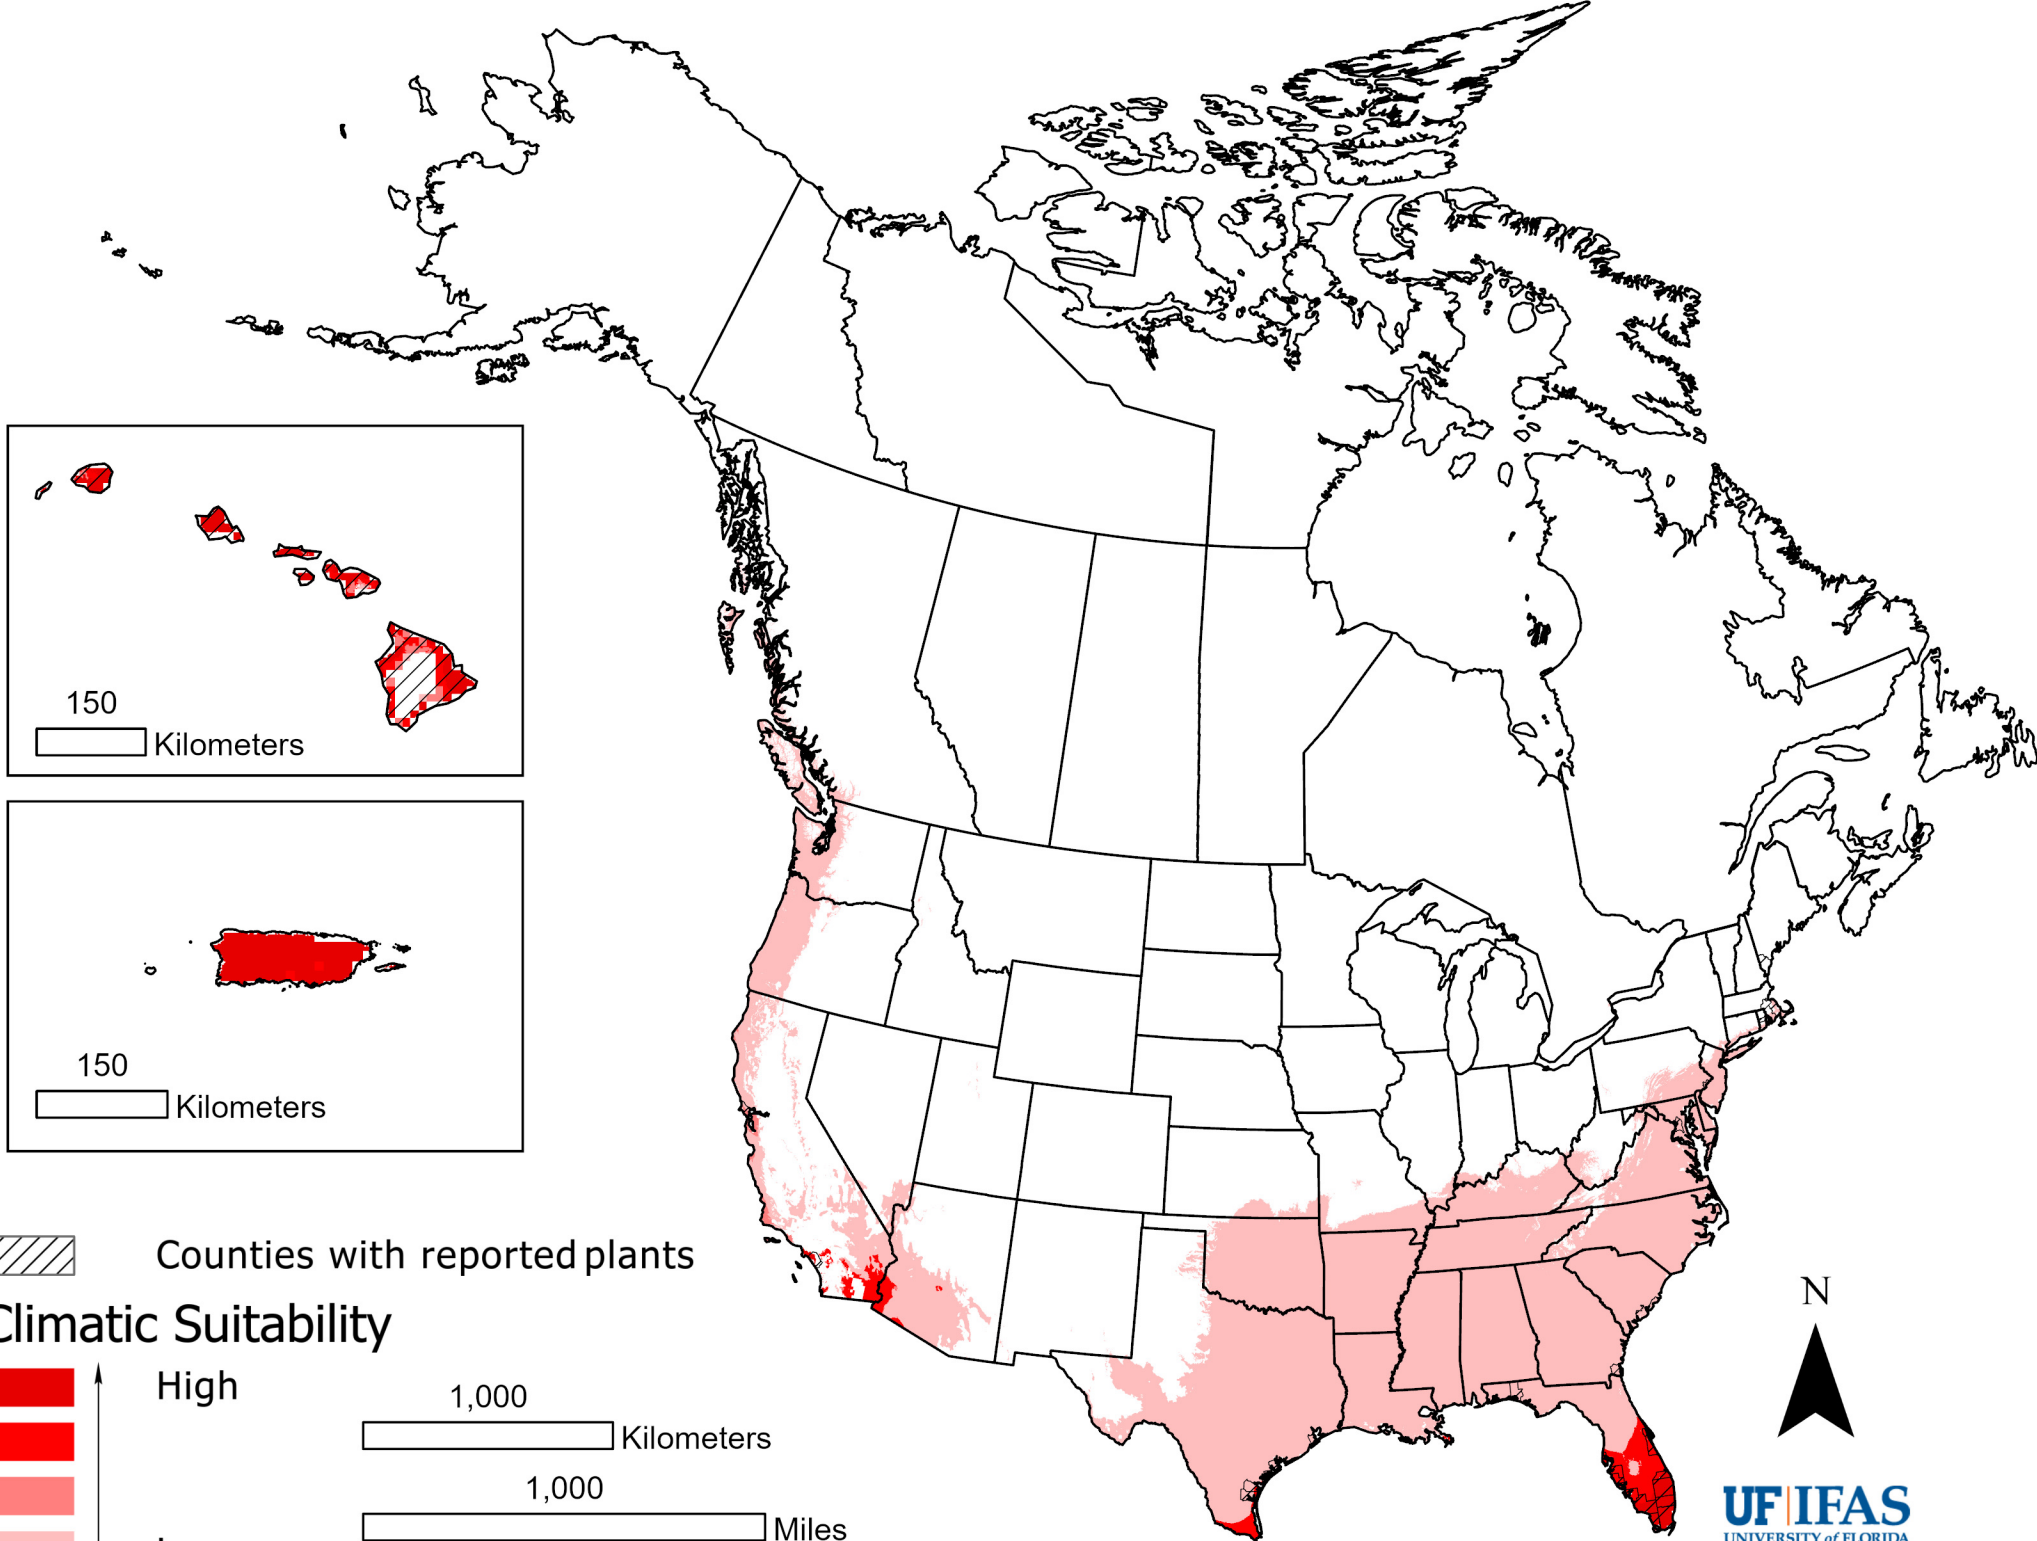 150
Kilometers
150
Kilometers
Counties with reported plants
Climatic Suitability
High
1,000
Kilometers
1,000
Miles
N
UF|IFAS
UNIVERSITY of FLORIDA